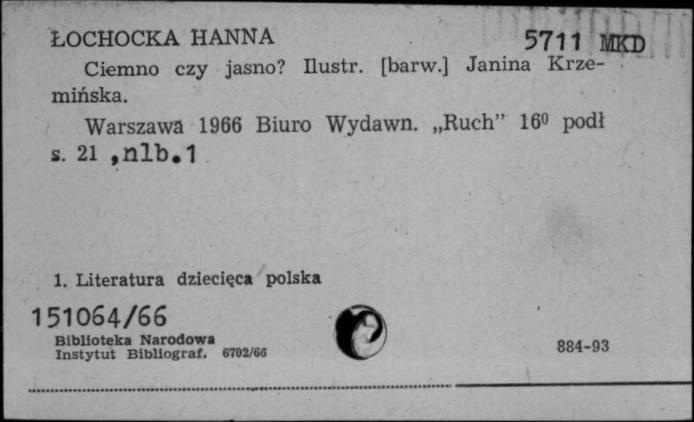 ŁOCHOCKA HANNA 5711 MKD
Ciemno czy jasno? Ilustr. [barw.] Janina Krze-
mińska.
Warszawa 1966 Biuro Wydawn. „Ruch” 16⁰ podł
s. 21 ,nlb.1
1. Literatura dziecięca polska
151064/66
Biblioteka Narodowa
Instytut Bibliograf. 6702/66
884-93